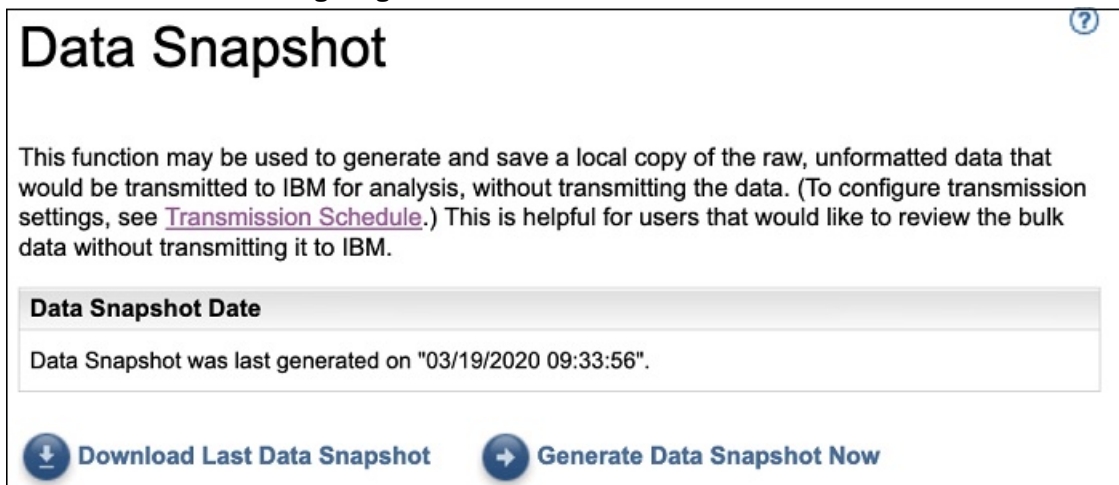 Data Snapshot
?
This function may be used to generate and save a local copy of the raw, unformatted data that
would be transmitted to IBM for analysis, without transmitting the data. (To configure transmission
settings, see Transmission Schedule.) This is helpful for users that would like to review the bulk
data without transmitting it to IBM.
Data Snapshot Date
Data Snapshot was last generated on "03/19/2020 09:33:56".
Download Last Data Snapshot Generate Data Snapshot Now